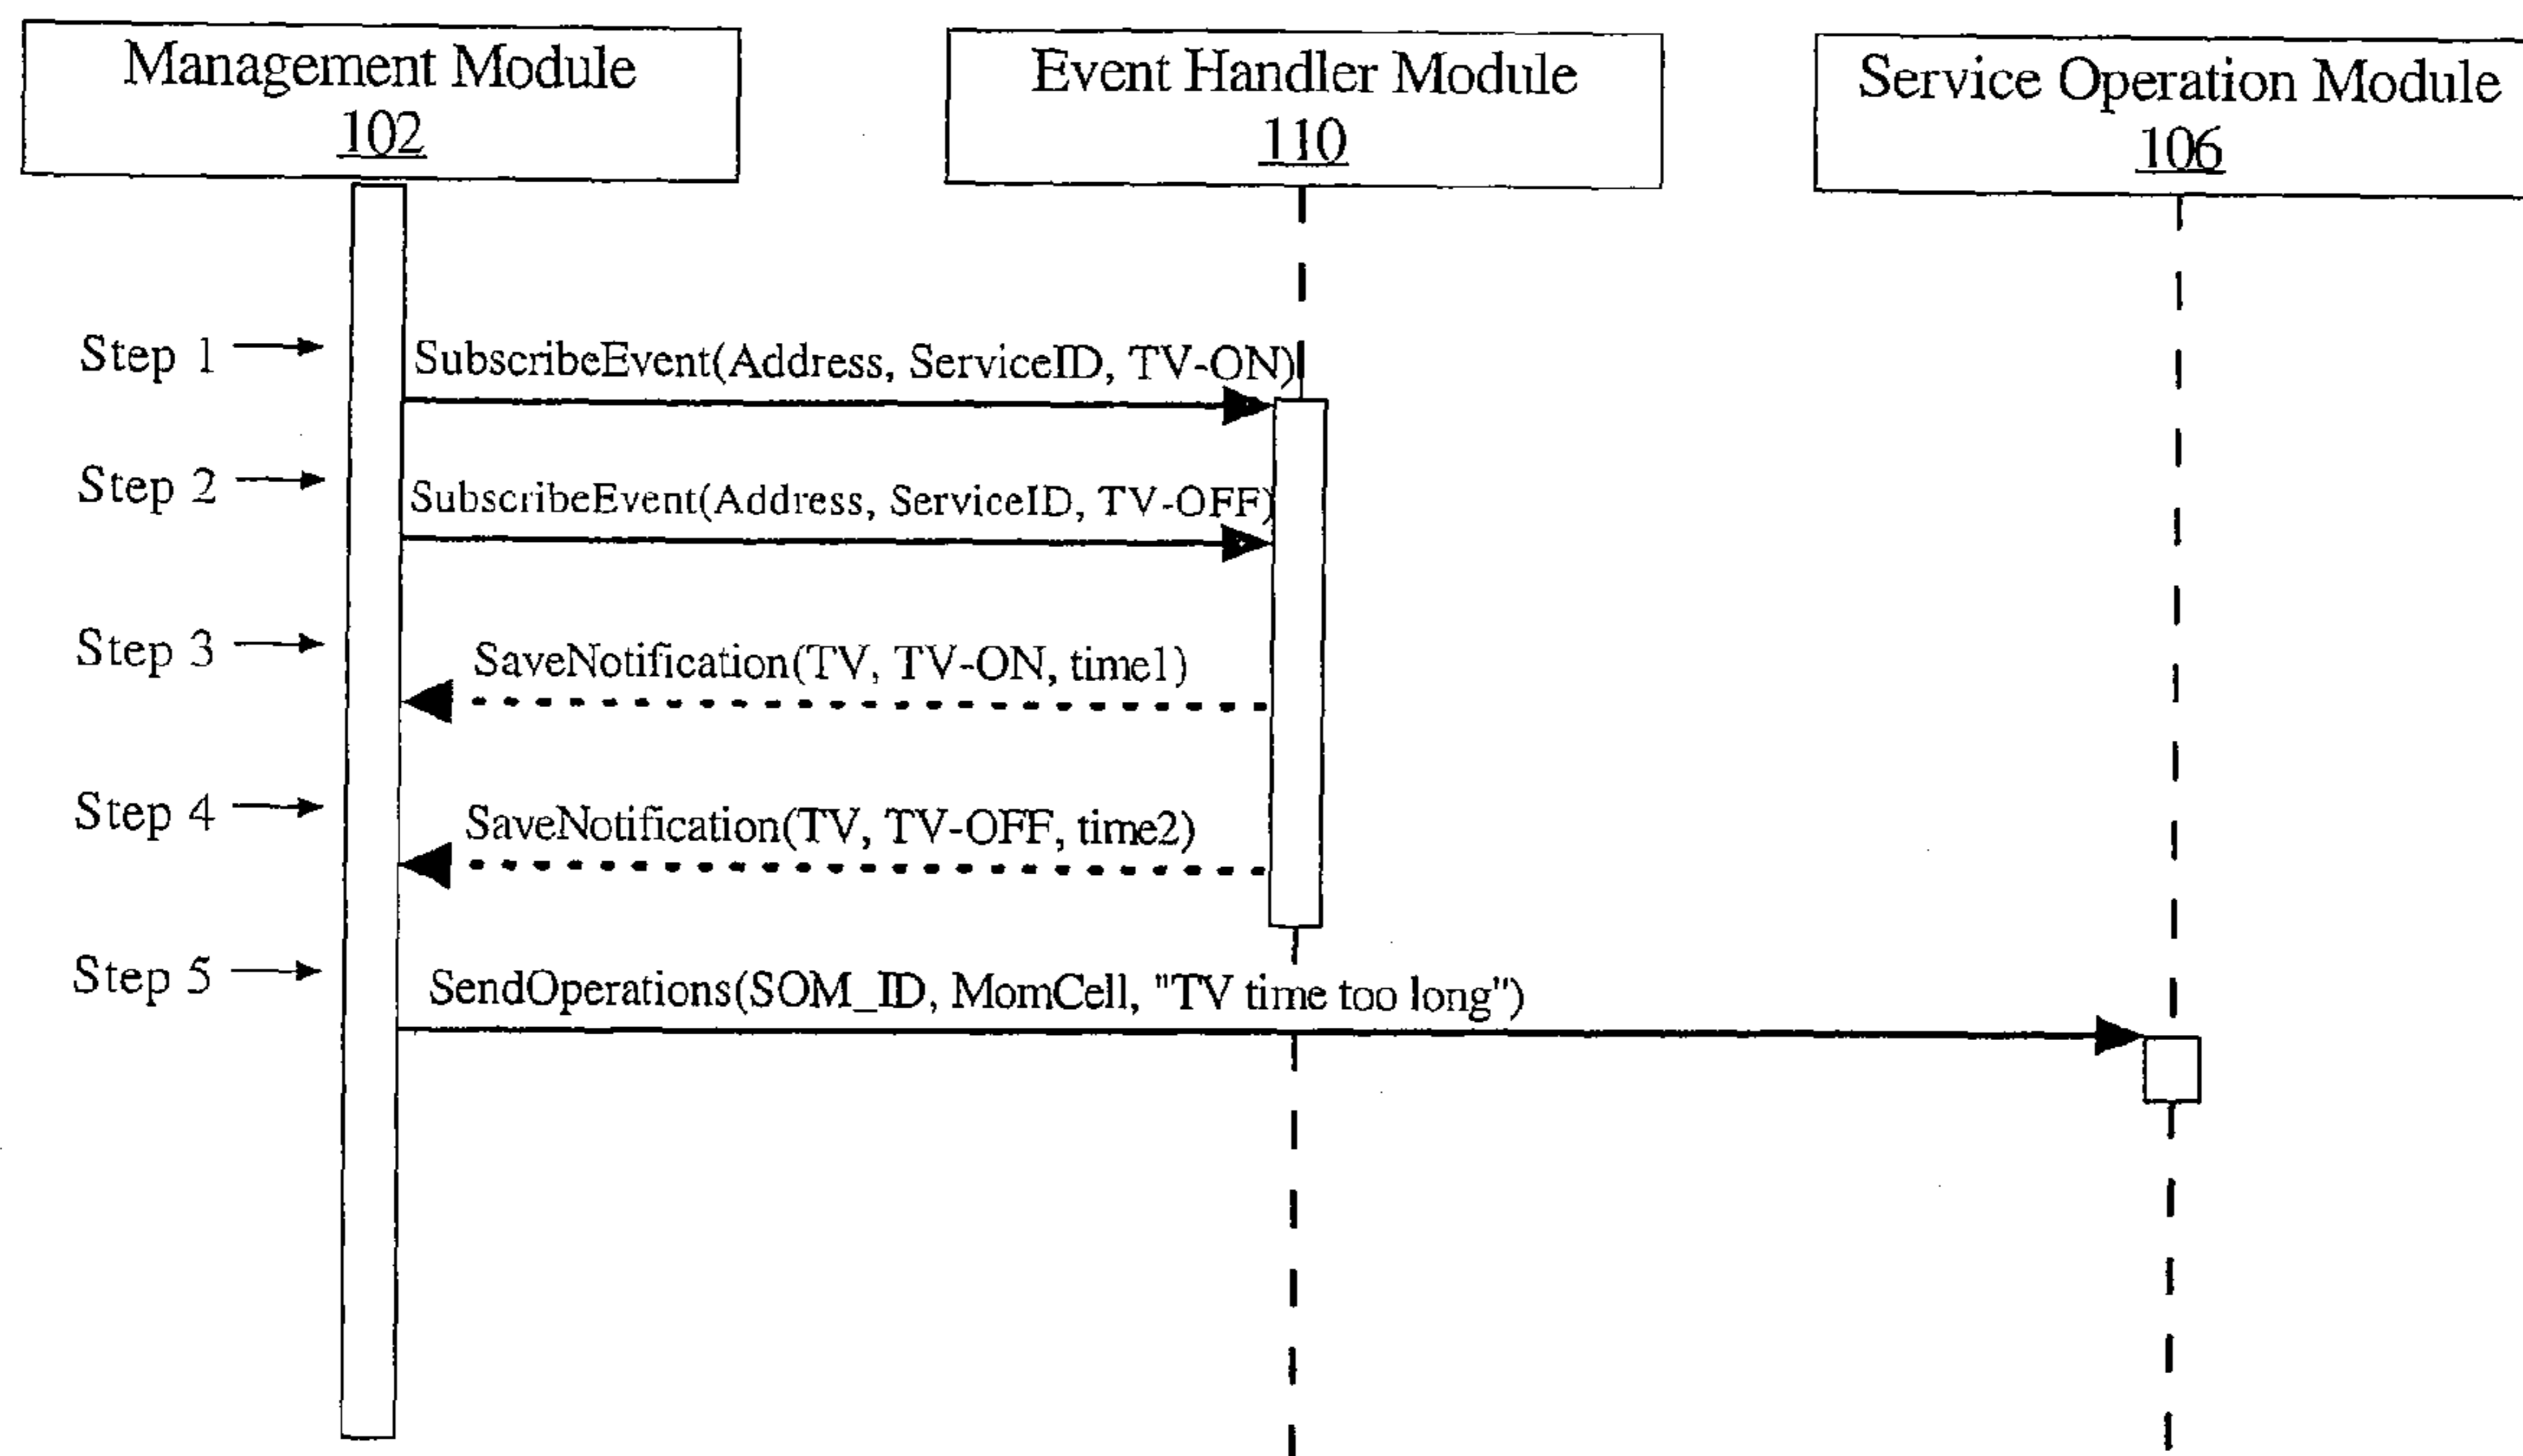 Management Module
102
Event Handler Module
110
Service Operation Module
106
Step 1
SubscribeEvent(Address, ServiceID, TV-ON)
Step 2
SubscribeEvent(Address, ServiceID, TV-OFF)
Step 3
SaveNotification(TV, TV-ON, time1)
Step 4
SaveNotification(TV, TV-OFF, time2)
Step 5
SendOperations(SOM_ID, MomCell, "TV time too long")